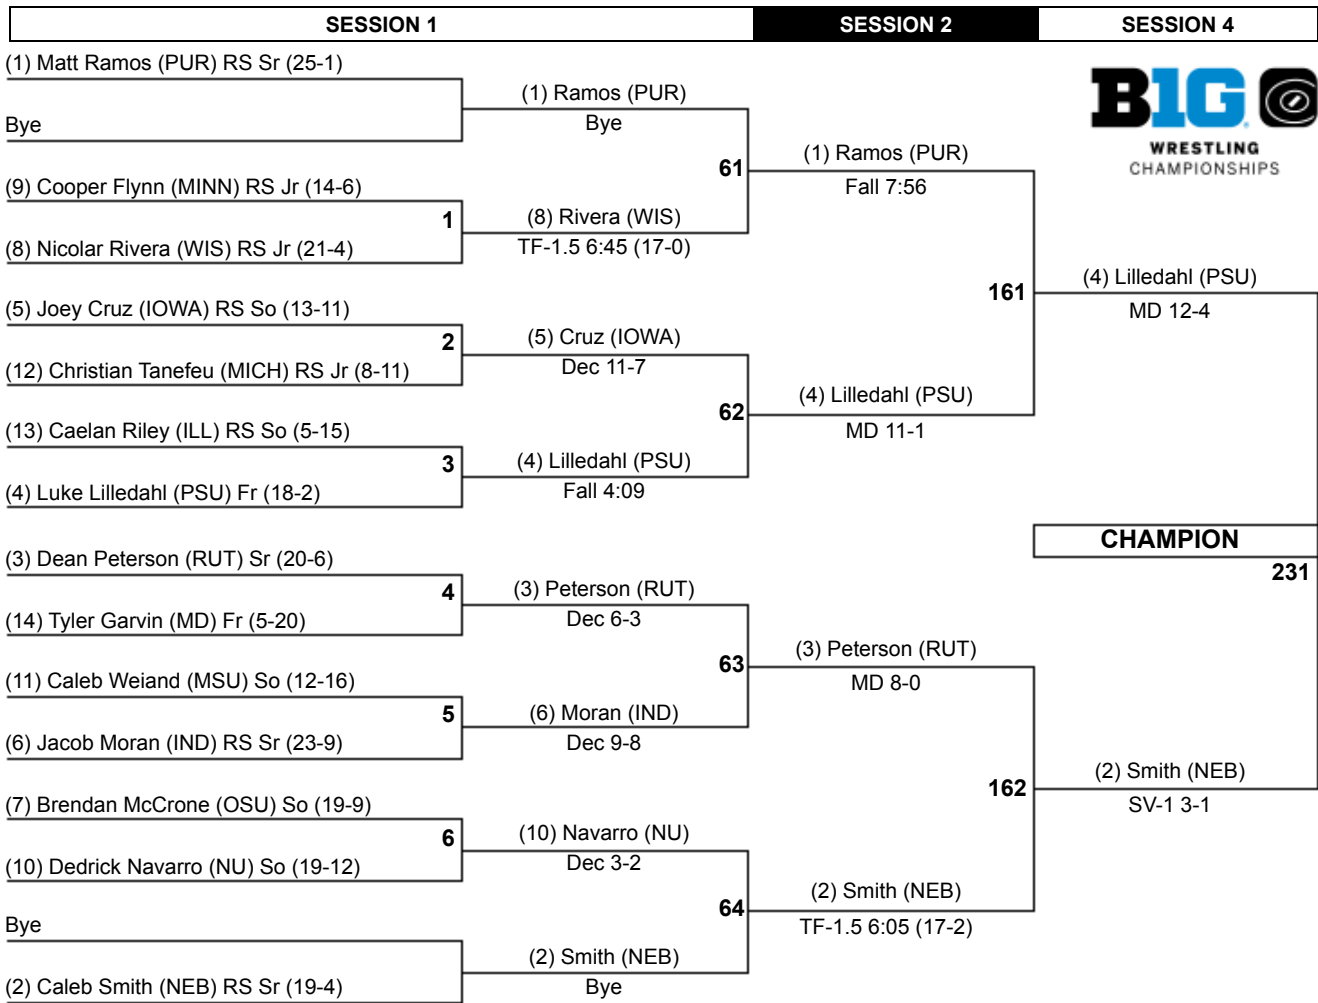 SESSION 1 SESSION 2 SESSION 4
(1) Matt Ramos (PUR) RS Sr (25-1)
Bye
(9) Cooper Flynn (MINN) RS Jr (14-6)
1
(8) Nicolar Rivera (WIS) RS Jr (21-4)
(5) Joey Cruz (IOWA) RS So (13-11)
2
(12) Christian Tanefeu (MICH) RS Jr (8-11)
(13) Caelan Riley (ILL) RS So (5-15)
3
(4) Luke Lilledahl (PSU) Fr (18-2)
(3) Dean Peterson (RUT) Sr (20-6)
4
(14) Tyler Garvin (MD) Fr (5-20)
(11) Caleb Weiand (MSU) So (12-16)
5
(6) Jacob Moran (IND) RS Sr (23-9)
(7) Brendan McCrone (OSU) So (19-9)
6
(10) Dedrick Navarro (NU) So (19-12)
Bye
(2) Caleb Smith (NEB) RS Sr (19-4)
(1) Ramos (PUR)
Bye
61
(8) Rivera (WIS)
TF-1.5 6:45 (17-0)
(5) Cruz (IOWA)
Dec 11-7
62
(4) Lilledahl (PSU)
Fall 4:09
(3) Peterson (RUT)
Dec 6-3
63
(6) Moran (IND)
Dec 9-8
(10) Navarro (NU)
Dec 3-2
64
(2) Smith (NEB)
Bye
(1) Ramos (PUR)
Fall 7:56
161
(4) Lilledahl (PSU)
MD 11-1
(3) Peterson (RUT)
MD 8-0
162
(2) Smith (NEB)
TF-1.5 6:05 (17-2)
B1G
WRESTLING
CHAMPIONSHIPS
(4) Lilledahl (PSU)
MD 12-4
CHAMPION
231
(2) Smith (NEB)
SV-1 3-1